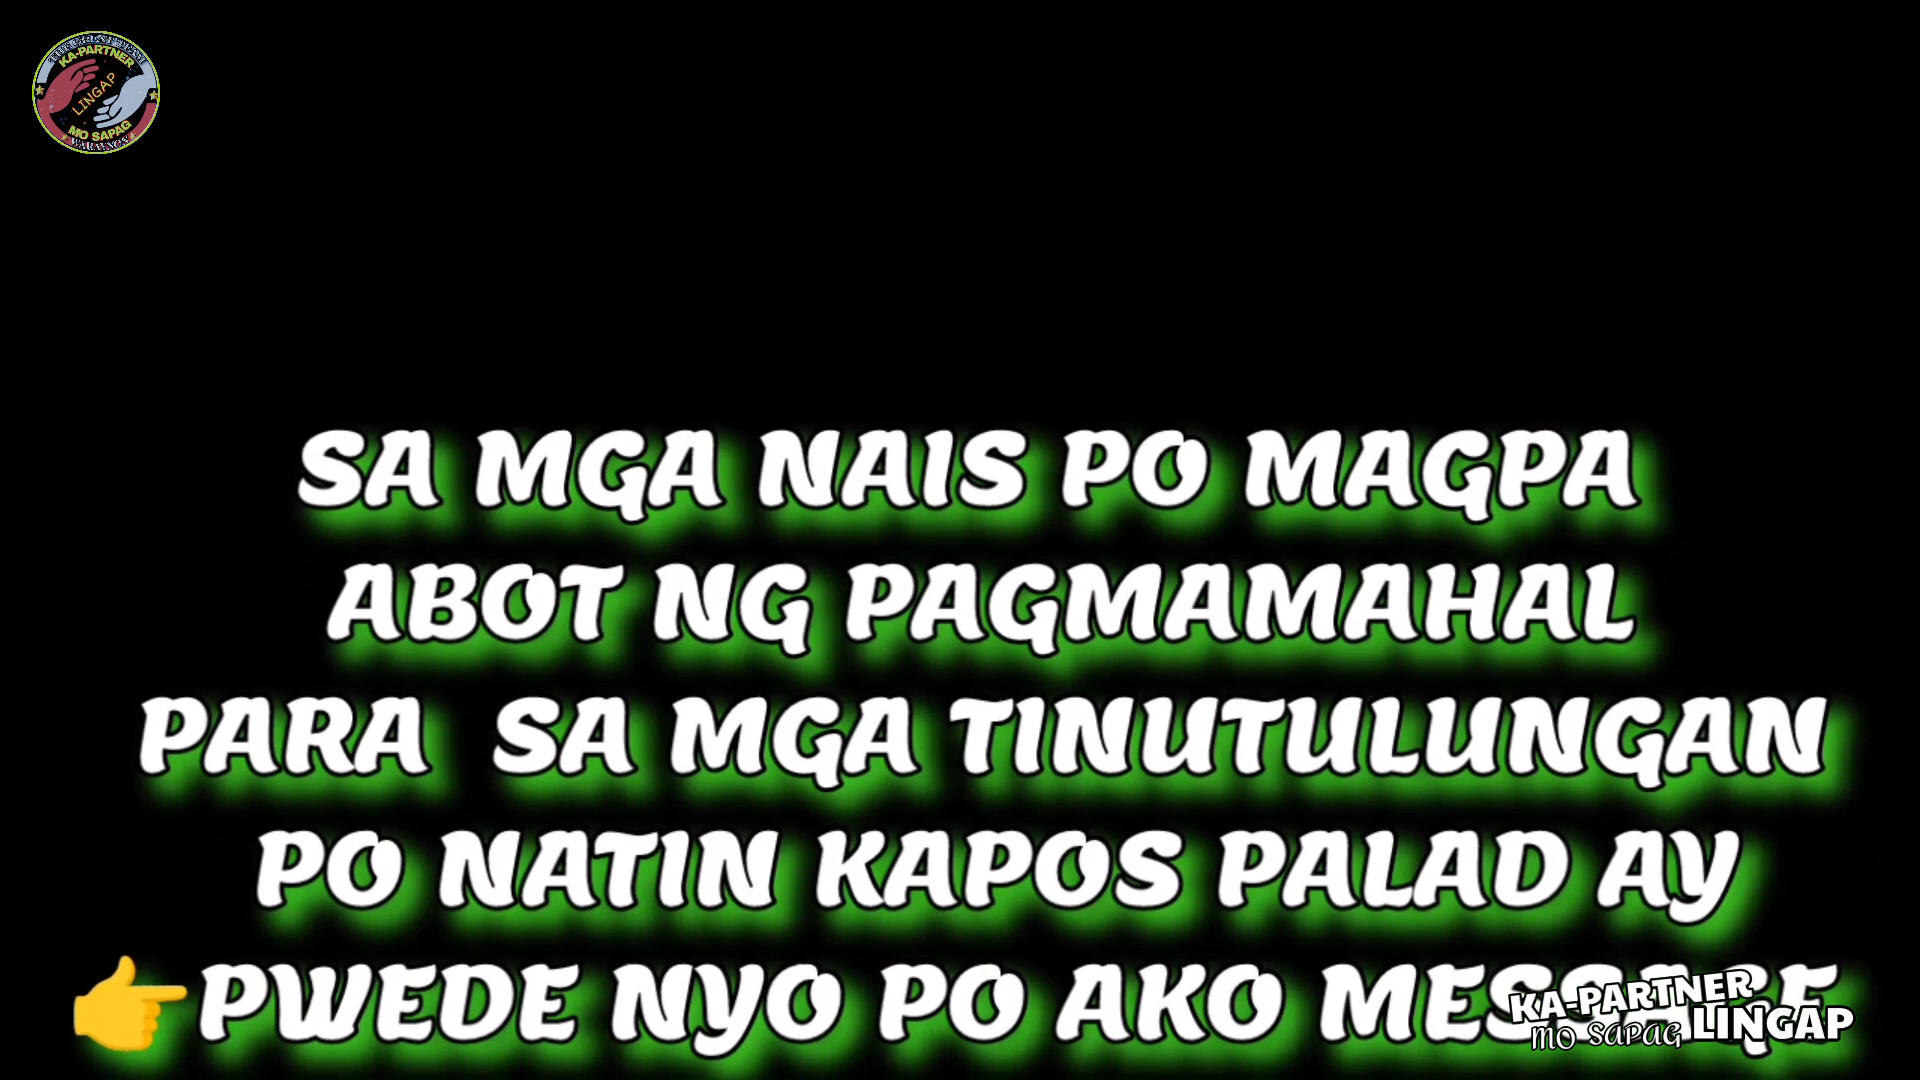 KA-PARTNER
LINGAP
MO SAPAG
SA MGA NAIS PO MAGPA
ABOT NG PAGMAMAHAL
PARA SA MGA TINUTULUNGAN
PO NATIN KAPOS PALAD AY
👉PWEDE NYO PO AKO MESSAGE
KA-PARTNER
MO SAPAG LINGAP